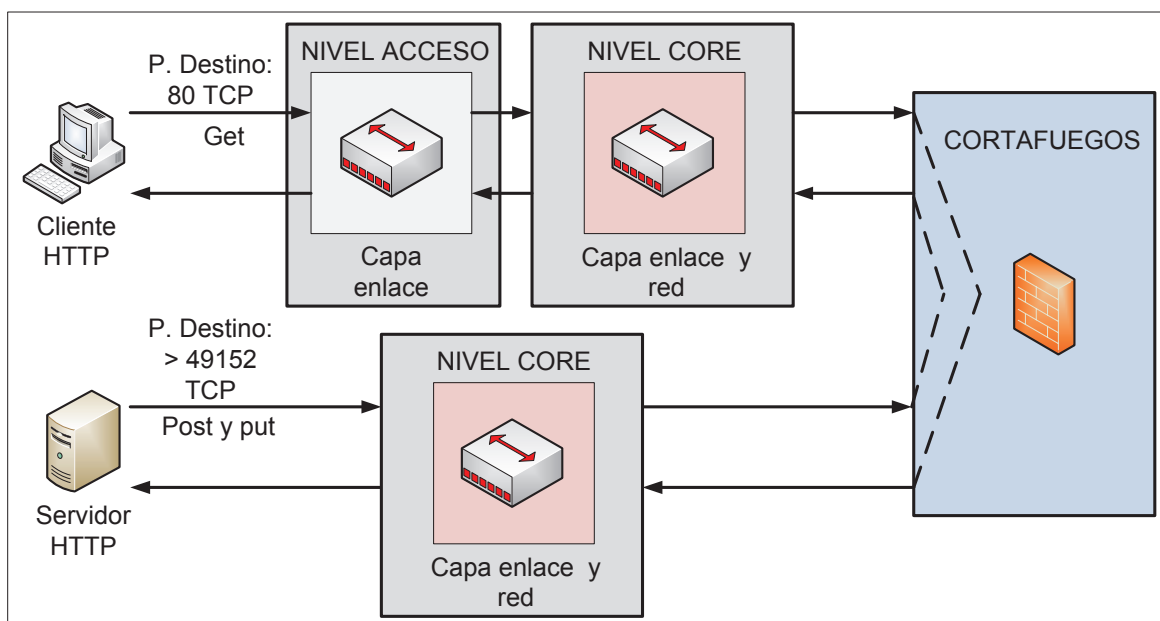 NIVEL ACCESO
NIVEL CORE
P. Destino:
80 TCP
Get
CORTAFUEGOS
Cliente
HTTP
Capa
enlace
Capa enlace y
red
P. Destino:
> 49152
TCP
Post y put
NIVEL CORE
Servidor
HTTP
Capa enlace y
red